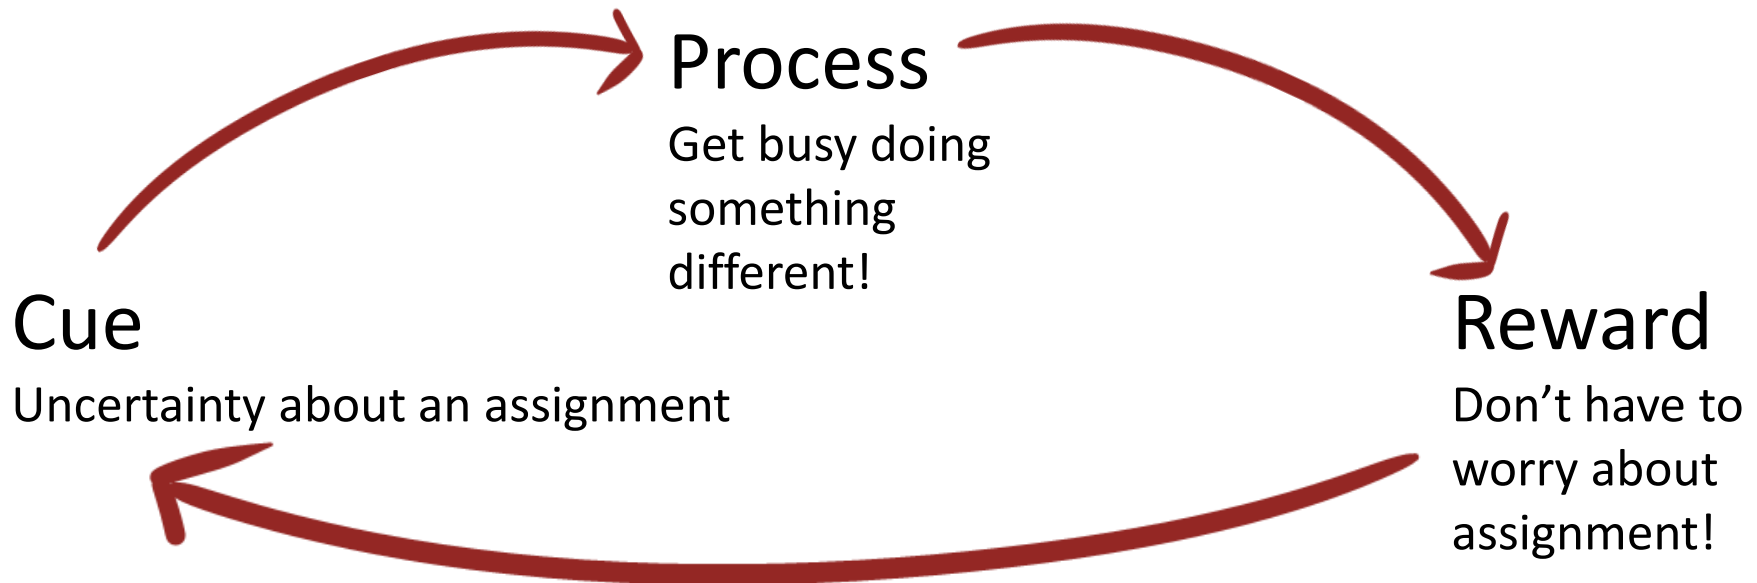 Process
Get busy doing
something
different!
Cue
Uncertainty about an assignment
Reward
Don’t have to
worry about
assignment!